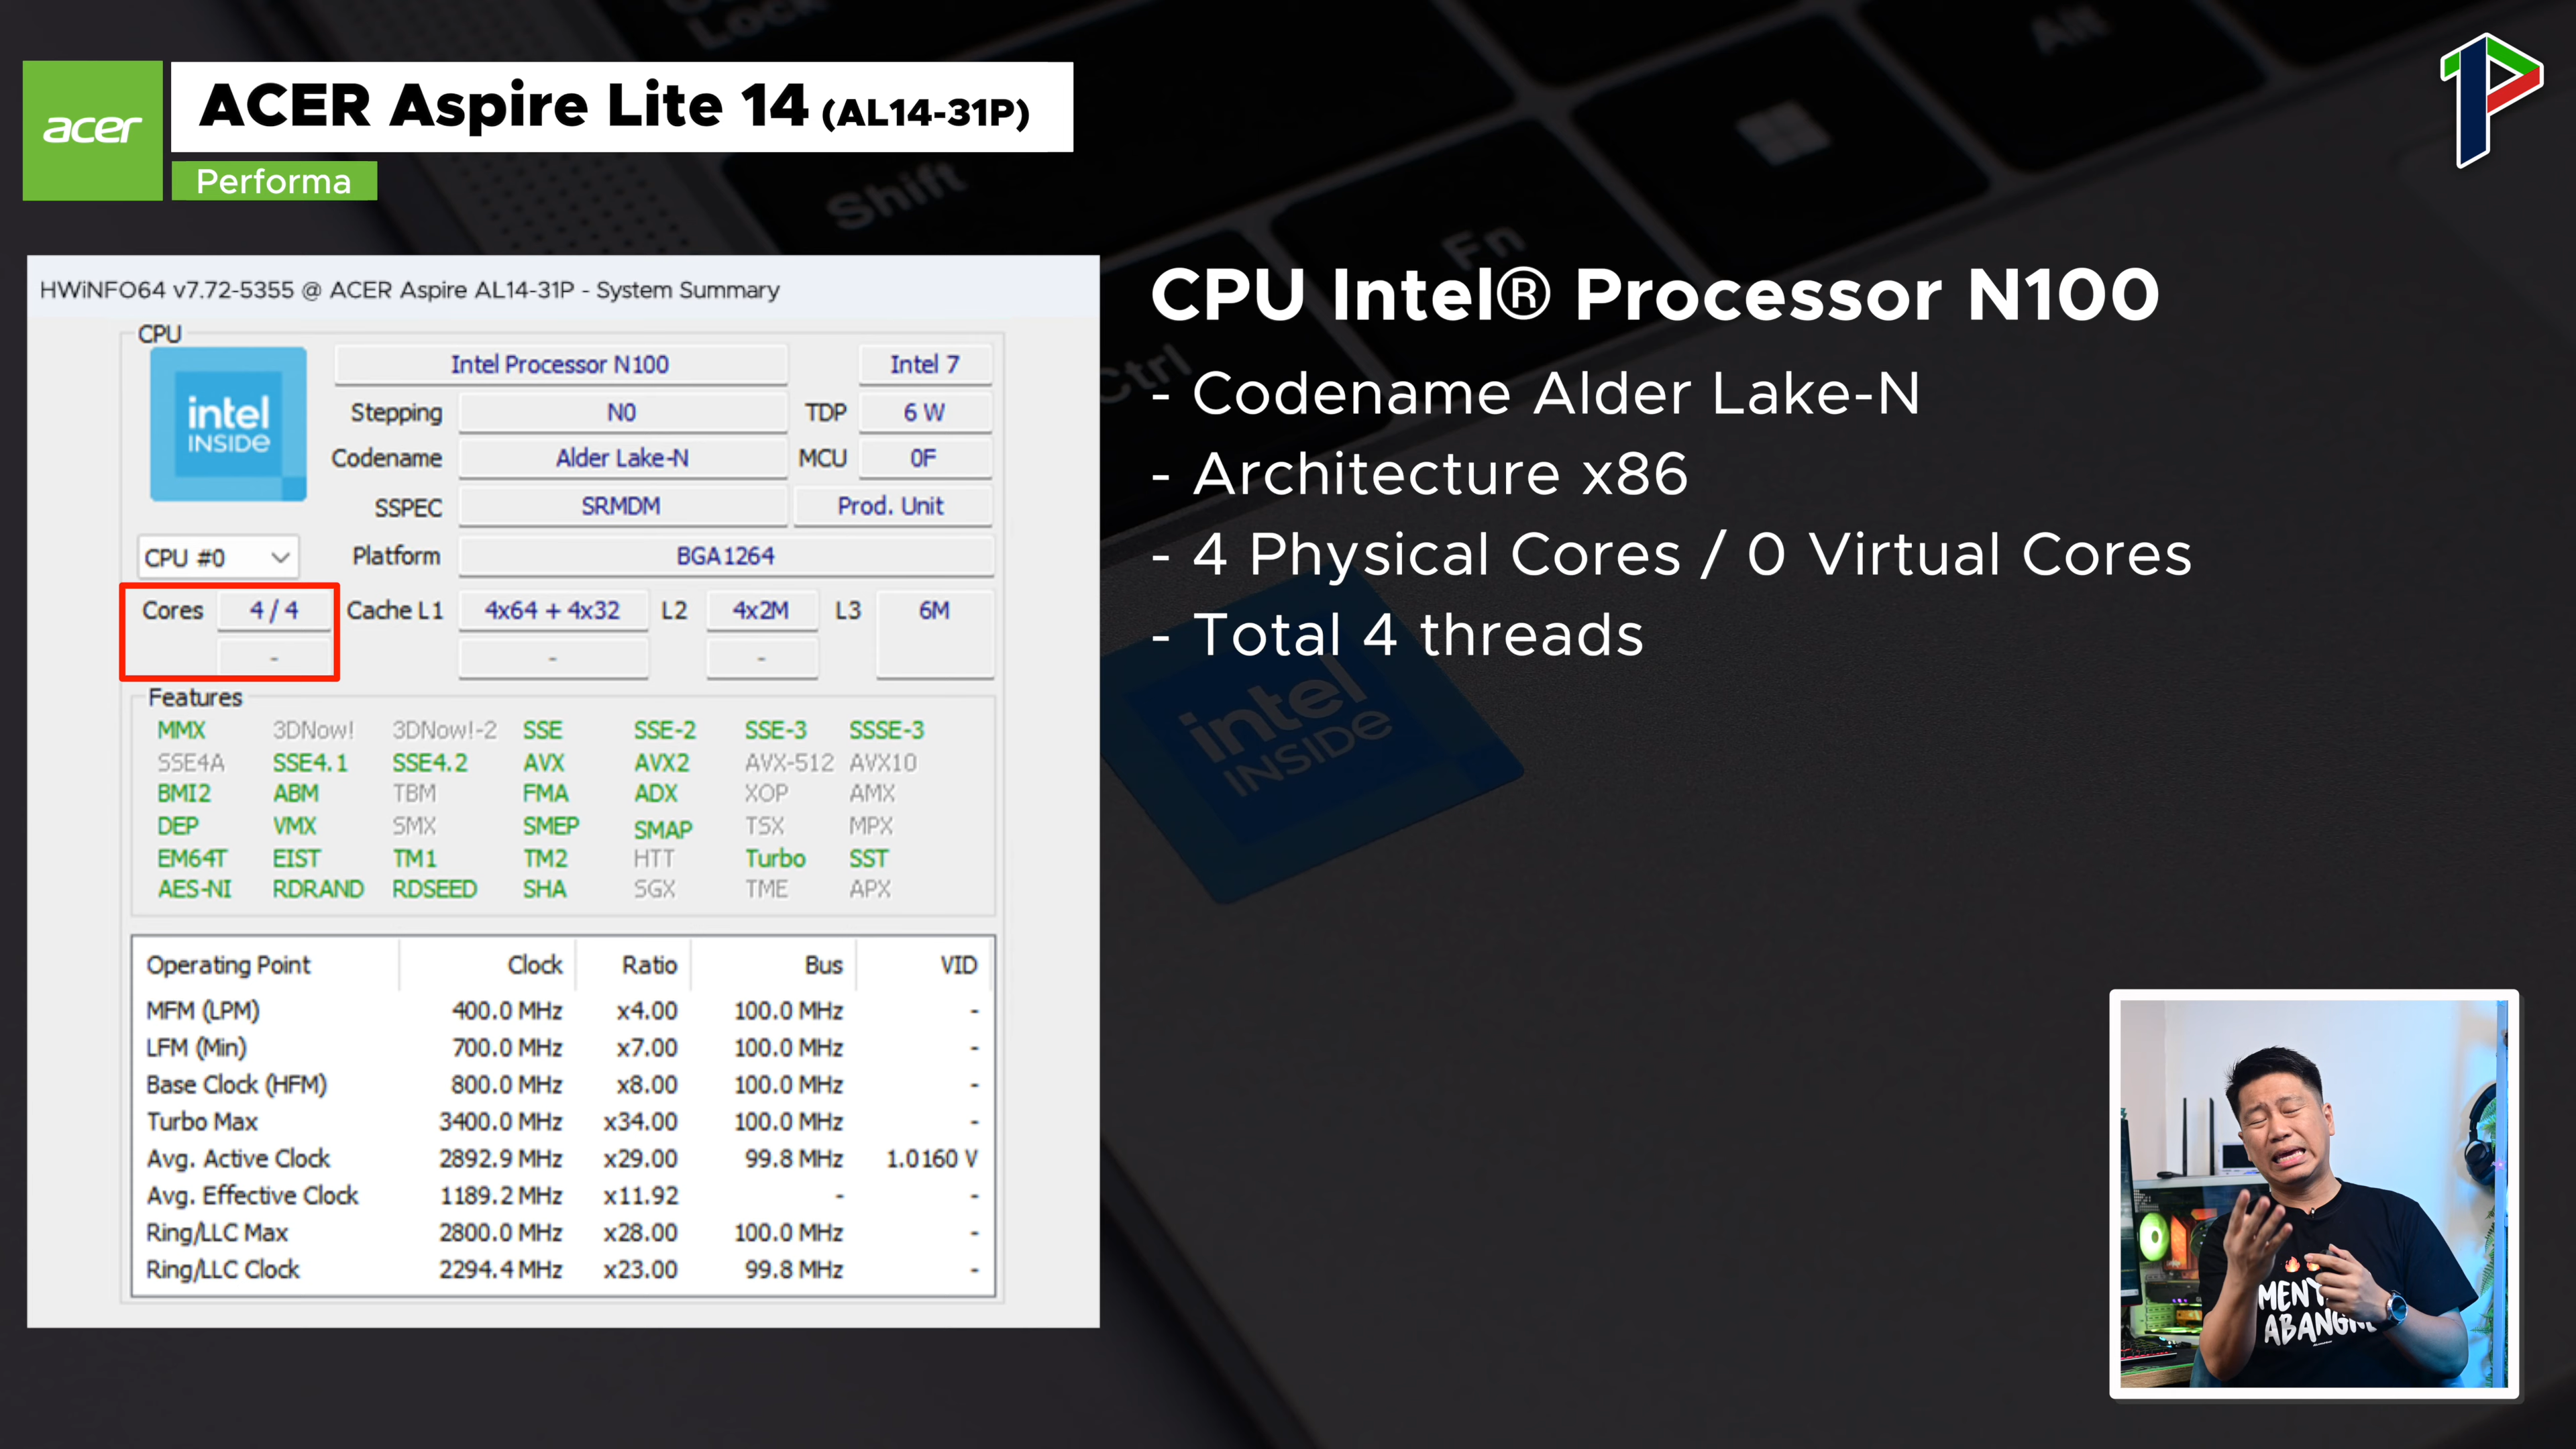 acer
ACER Aspire Lite 14 (AL14-31P)
Performa
Lock
Alt
Shift
Fn
Ctrl
HWiNFO64 v7.72-5355 @ ACER Aspire AL14-31P - System Summary
CPU
intel INSIDE
Intel Processor N100 Intel 7
Stepping N0 TDP 6 W
Codename Alder Lake-N MCU 0F
SSPEC SRMDM Prod. Unit
CPU #0 Platform BGA1264
Cores 4 / 4 Cache L1 4x64 + 4x32 L2 4x2M L3 6M
- - -
Features
MMX 3DNow! 3DNow!-2 SSE SSE-2 SSE-3 SSSE-3
SSE4A SSE4.1 SSE4.2 AVX AVX2 AVX-512 AVX10
BMI2 ABM TBM FMA ADX XOP AMX
DEP VMX SMX SMEP SMAP TSX MPX
EM64T EIST TM1 TM2 HTT Turbo SST
AES-NI RDRAND RDSEED SHA SGX TME APX
Operating Point Clock Ratio Bus VID
MFM (LPM) 400.0 MHz x4.00 100.0 MHz -
LFM (Min) 700.0 MHz x7.00 100.0 MHz -
Base Clock (HFM) 800.0 MHz x8.00 100.0 MHz -
Turbo Max 3400.0 MHz x34.00 100.0 MHz -
Avg. Active Clock 2892.9 MHz x29.00 99.8 MHz 1.0160 V
Avg. Effective Clock 1189.2 MHz x11.92 - -
Ring/LLC Max 2800.0 MHz x28.00 100.0 MHz -
Ring/LLC Clock 2294.4 MHz x23.00 99.8 MHz -
CPU Intel® Processor N100
- Codename Alder Lake-N
- Architecture x86
- 4 Physical Cores / 0 Virtual Cores
- Total 4 threads
intel
INSIDE